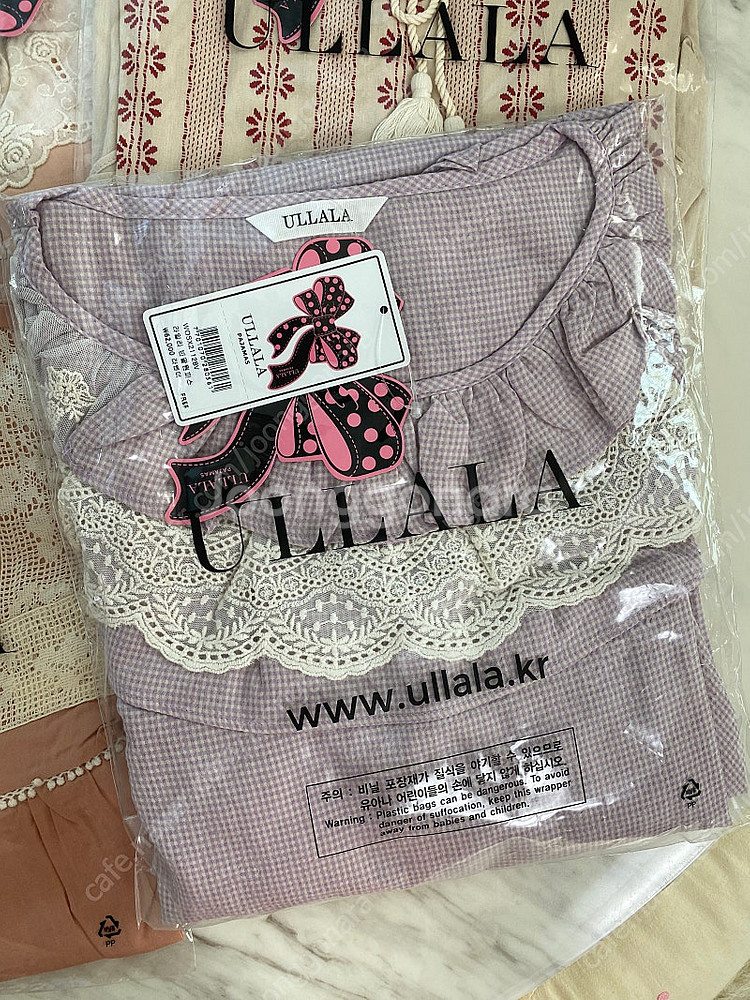 ULLALA
ULLALA
ULLALA
PAJAMAS
FREE
ULLALA
PAJAMAS
ULLALA
www.ullala.kr
주의 : 비닐 포장재가 질식을 야기할 수 있으므로
유아나 어린이들의 손에 닿지 않게 하십시오.
Warning : Plastic bags can be dangerous. To avoid
danger of suffocation, keep this wrapper
away from babies and children.
PP
PP